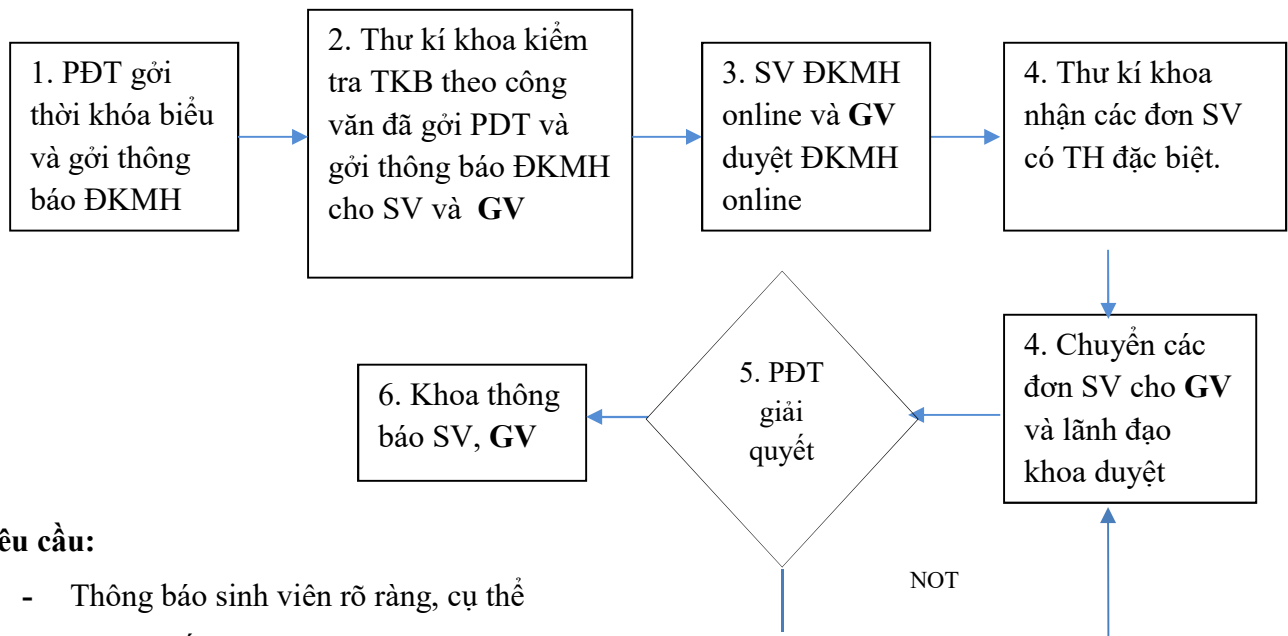 1. PĐT gởi
thời khóa biểu
và gởi thông
báo ĐKMH
2. Thư kí khoa kiểm
tra TKB theo công
văn đã gởi PDT và
gởi thông báo ĐKMH
cho SV và GV
3. SV ĐKMH
online và GV
duyệt ĐKMH
online
4. Thư kí khoa
nhận các đơn SV
có TH đặc biệt.
4. Chuyển các
đơn SV cho GV
và lãnh đạo
khoa duyệt
5. PĐT
giải
quyết
6. Khoa thông
báo SV, GV
NOT
êu cầu:
- Thông báo sinh viên rõ ràng, cụ thể